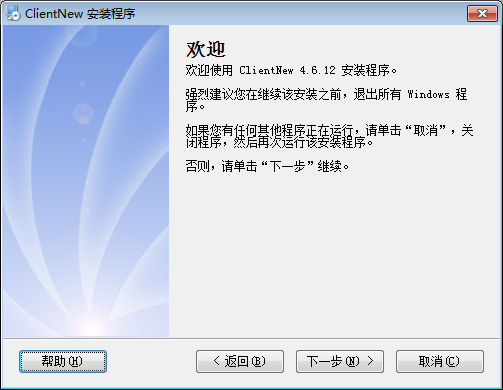 ClientNew 安装程序
欢迎
欢迎使用 ClientNew 4.6.12 安装程序。
强烈建议您在继续该安装之前，退出所有 Windows 程
序。
如果您有任何其他程序正在运行，请单击“取消”，关
闭程序，然后再次运行该安装程序。
否则，请单击“下一步”继续。
帮助(H)
< 返回(B)
下一步(N) >
取消(C)